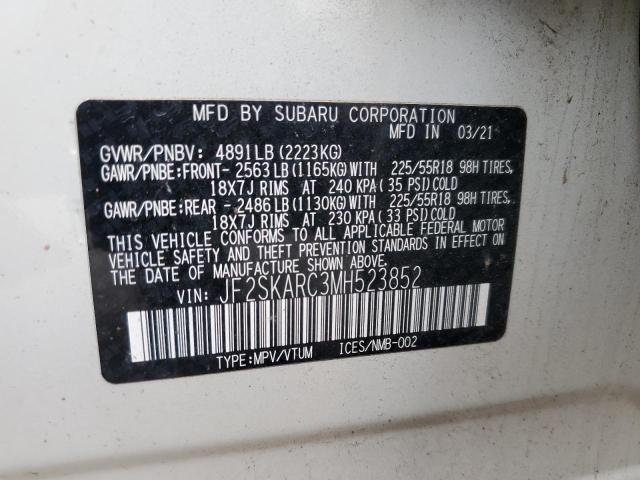 MFD BY SUBARU CORPORATION
MFD IN 03/21
GVWR/PNBV: 4891LB (2223KG)
GAWR/PNBE:FRONT- 2563LB (1165KG) WITH 225/55R18 98H TIRES,
18X7J RIMS AT 240 KPA (35 PSI) COLD
GAWR/PNBE:REAR - 2486LB (1130KG) WITH 225/55R18 98H TIRES,
18X7J RIMS AT 230 KPA (33 PSI) COLD
THIS VEHICLE CONFORMS TO ALL APPLICABLE FEDERAL MOTOR
VEHICLE SAFETY AND THEFT PREVENTION STANDARDS IN EFFECT ON
THE DATE OF MANUFACTURE SHOWN ABOVE.
VIN: JF2SKARC3MH523852
TYPE:MPV/VTUM ICES/NMB-002